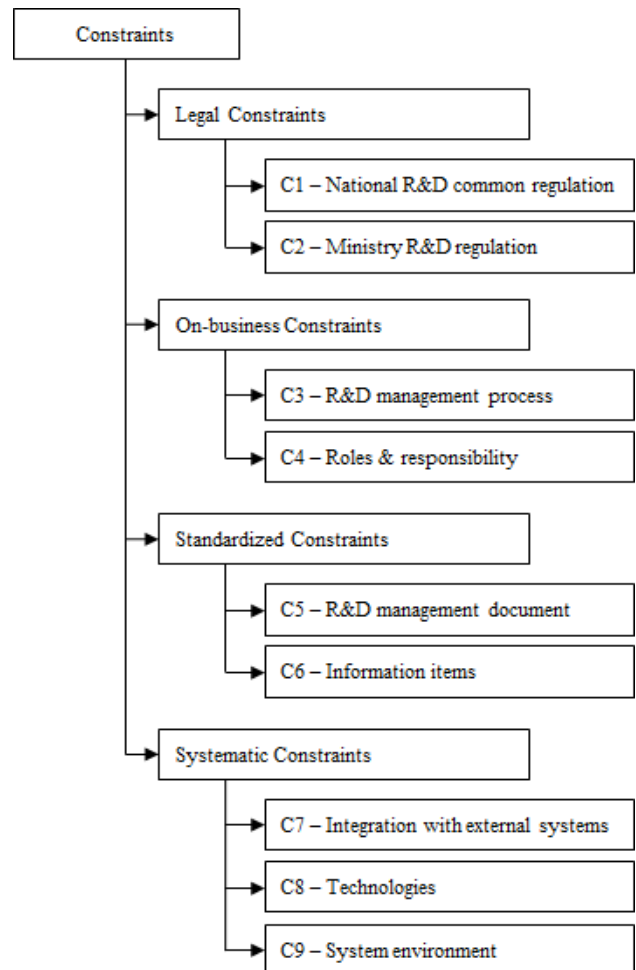 Constraints
Legal Constraints
C1 – National R&D common regulation
C2 – Ministry R&D regulation
On-business Constraints
C3 – R&D management process
C4 – Roles & responsibility
Standardized Constraints
C5 – R&D management document
C6 – Information items
Systematic Constraints
C7 – Integration with external systems
C8 – Technologies
C9 – System environment